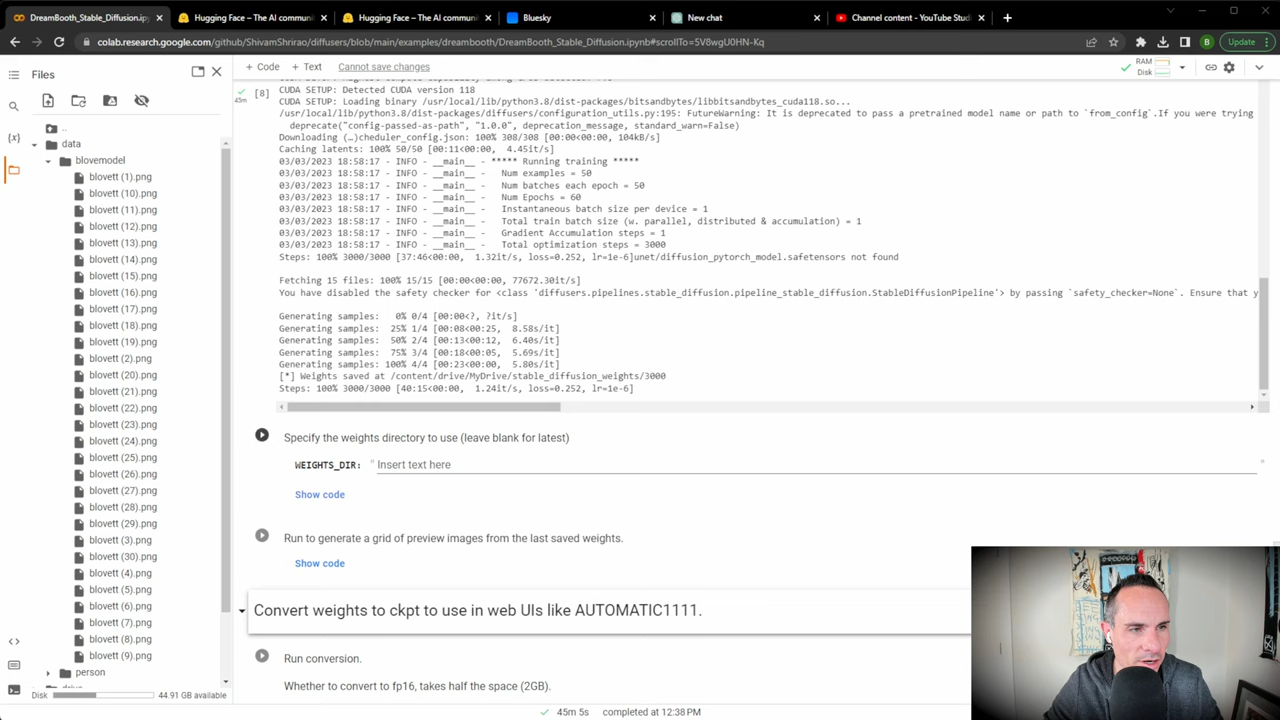 DreamBooth_Stable_Diffusion.ipy
Hugging Face – The AI communi
Hugging Face – The AI communi
Bluesky
New chat
Channel content - YouTube Studi
colab.research.google.com/github/ShivamShrirao/diffusers/blob/main/examples/dreambooth/DreamBooth_Stable_Diffusion.ipynb#scrollTo=5V8wgU0HN-Kq
B
Update
Files
+ Code + Text Cannot save changes
RAM
Disk
..
data
blovemodel
blovett (1).png
blovett (10).png
blovett (11).png
blovett (12).png
blovett (13).png
blovett (14).png
blovett (15).png
blovett (16).png
blovett (17).png
blovett (18).png
blovett (19).png
blovett (2).png
blovett (20).png
blovett (21).png
blovett (22).png
blovett (23).png
blovett (24).png
blovett (25).png
blovett (26).png
blovett (27).png
blovett (28).png
blovett (29).png
blovett (3).png
blovett (30).png
blovett (4).png
blovett (5).png
blovett (6).png
blovett (7).png
blovett (8).png
blovett (9).png
person
Disk 44.91 GB available
[8]
45m
CUDA SETUP: Detected CUDA version 118
CUDA SETUP: Loading binary /usr/local/lib/python3.8/dist-packages/bitsandbytes/libbitsandbytes_cuda118.so...
/usr/local/lib/python3.8/dist-packages/diffusers/configuration_utils.py:195: FutureWarning: It is deprecated to pass a pretrained model name or path to `from_config`.If you were trying
deprecate("config-passed-as-path", "1.0.0", deprecation_message, standard_warn=False)
Downloading (…)cheduler_config.json: 100% 308/308 [00:00<00:00, 104kB/s]
Caching latents: 100% 50/50 [00:11<00:00, 4.45it/s]
03/03/2023 18:58:17 - INFO - __main__ - ***** Running training *****
03/03/2023 18:58:17 - INFO - __main__ - Num examples = 50
03/03/2023 18:58:17 - INFO - __main__ - Num batches each epoch = 50
03/03/2023 18:58:17 - INFO - __main__ - Num Epochs = 60
03/03/2023 18:58:17 - INFO - __main__ - Instantaneous batch size per device = 1
03/03/2023 18:58:17 - INFO - __main__ - Total train batch size (w. parallel, distributed & accumulation) = 1
03/03/2023 18:58:17 - INFO - __main__ - Gradient Accumulation steps = 1
03/03/2023 18:58:17 - INFO - __main__ - Total optimization steps = 3000
Steps: 100% 3000/3000 [37:46<00:00, 1.32it/s, loss=0.252, lr=1e-6]unet/diffusion_pytorch_model.safetensors not found
Fetching 15 files: 100% 15/15 [00:00<00:00, 77672.30it/s]
You have disabled the safety checker for <class 'diffusers.pipelines.stable_diffusion.pipeline_stable_diffusion.StableDiffusionPipeline'> by passing `safety_checker=None`. Ensure that y
Generating samples: 0% 0/4 [00:00<?, ?it/s]
Generating samples: 25% 1/4 [00:08<00:25, 8.58s/it]
Generating samples: 50% 2/4 [00:13<00:12, 6.40s/it]
Generating samples: 75% 3/4 [00:18<00:05, 5.69s/it]
Generating samples: 100% 4/4 [00:23<00:00, 5.80s/it]
[*] Weights saved at /content/drive/MyDrive/stable_diffusion_weights/3000
Steps: 100% 3000/3000 [40:15<00:00, 1.24it/s, loss=0.252, lr=1e-6]
Specify the weights directory to use (leave blank for latest)
WEIGHTS_DIR: " Insert text here "
Show code
Run to generate a grid of preview images from the last saved weights.
Show code
Convert weights to ckpt to use in web UIs like AUTOMATIC1111.
Run conversion.
Whether to convert to fp16, takes half the space (2GB).
45m 5s completed at 12:38 PM